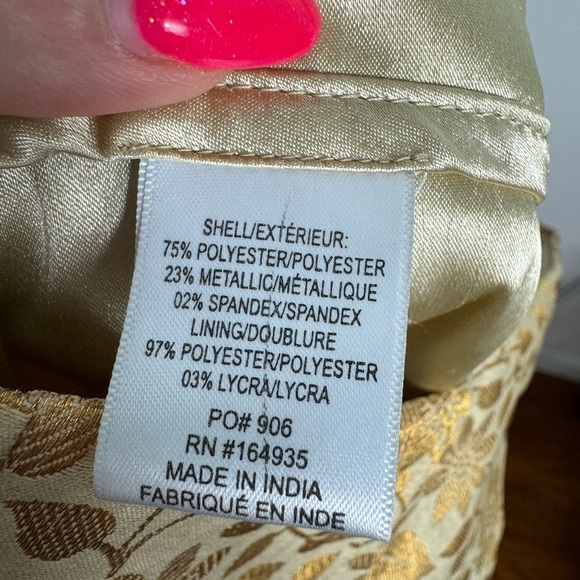 SHELL/EXTÉRIEUR:
75% POLYESTER/POLYESTER
23% METALLIC/MÉTALLIQUE
02% SPANDEX/SPANDEX
LINING/DOUBLURE
97% POLYESTER/POLYESTER
03% LYCRA/LYCRA
PO# 906
RN #164935
MADE IN INDIA
FABRIQUÉ EN INDE